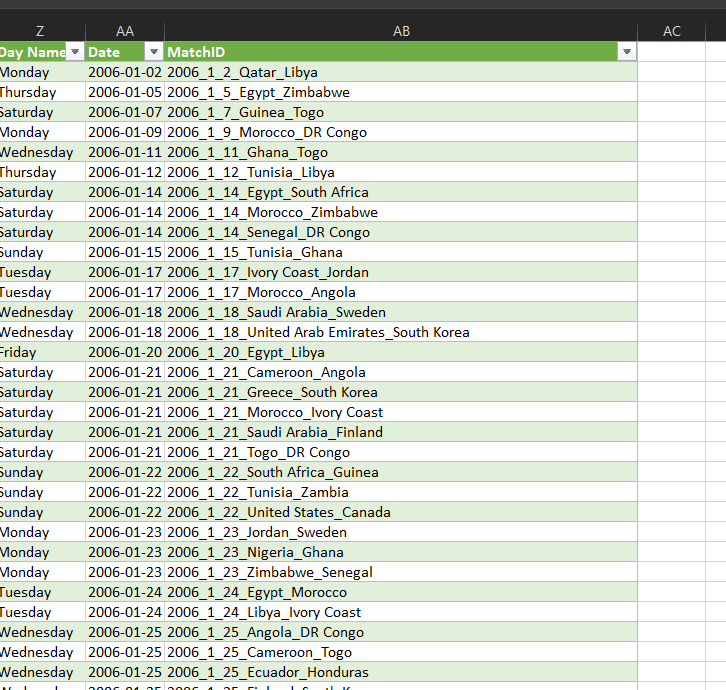 Z AA AB AC
Day Name Date MatchID
Monday 2006-01-02 2006_1_2_Qatar_Libya
Thursday 2006-01-05 2006_1_5_Egypt_Zimbabwe
Saturday 2006-01-07 2006_1_7_Guinea_Togo
Monday 2006-01-09 2006_1_9_Morocco_DR Congo
Wednesday 2006-01-11 2006_1_11_Ghana_Togo
Thursday 2006-01-12 2006_1_12_Tunisia_Libya
Saturday 2006-01-14 2006_1_14_Egypt_South Africa
Saturday 2006-01-14 2006_1_14_Morocco_Zimbabwe
Saturday 2006-01-14 2006_1_14_Senegal_DR Congo
Sunday 2006-01-15 2006_1_15_Tunisia_Ghana
Tuesday 2006-01-17 2006_1_17_Ivory Coast_Jordan
Tuesday 2006-01-17 2006_1_17_Morocco_Angola
Wednesday 2006-01-18 2006_1_18_Saudi Arabia_Sweden
Wednesday 2006-01-18 2006_1_18_United Arab Emirates_South Korea
Friday 2006-01-20 2006_1_20_Egypt_Libya
Saturday 2006-01-21 2006_1_21_Cameroon_Angola
Saturday 2006-01-21 2006_1_21_Greece_South Korea
Saturday 2006-01-21 2006_1_21_Morocco_Ivory Coast
Saturday 2006-01-21 2006_1_21_Saudi Arabia_Finland
Saturday 2006-01-21 2006_1_21_Togo_DR Congo
Sunday 2006-01-22 2006_1_22_South Africa_Guinea
Sunday 2006-01-22 2006_1_22_Tunisia_Zambia
Sunday 2006-01-22 2006_1_22_United States_Canada
Monday 2006-01-23 2006_1_23_Jordan_Sweden
Monday 2006-01-23 2006_1_23_Nigeria_Ghana
Monday 2006-01-23 2006_1_23_Zimbabwe_Senegal
Tuesday 2006-01-24 2006_1_24_Egypt_Morocco
Tuesday 2006-01-24 2006_1_24_Libya_Ivory Coast
Wednesday 2006-01-25 2006_1_25_Angola_DR Congo
Wednesday 2006-01-25 2006_1_25_Cameroon_Togo
Wednesday 2006-01-25 2006_1_25_Ecuador_Honduras